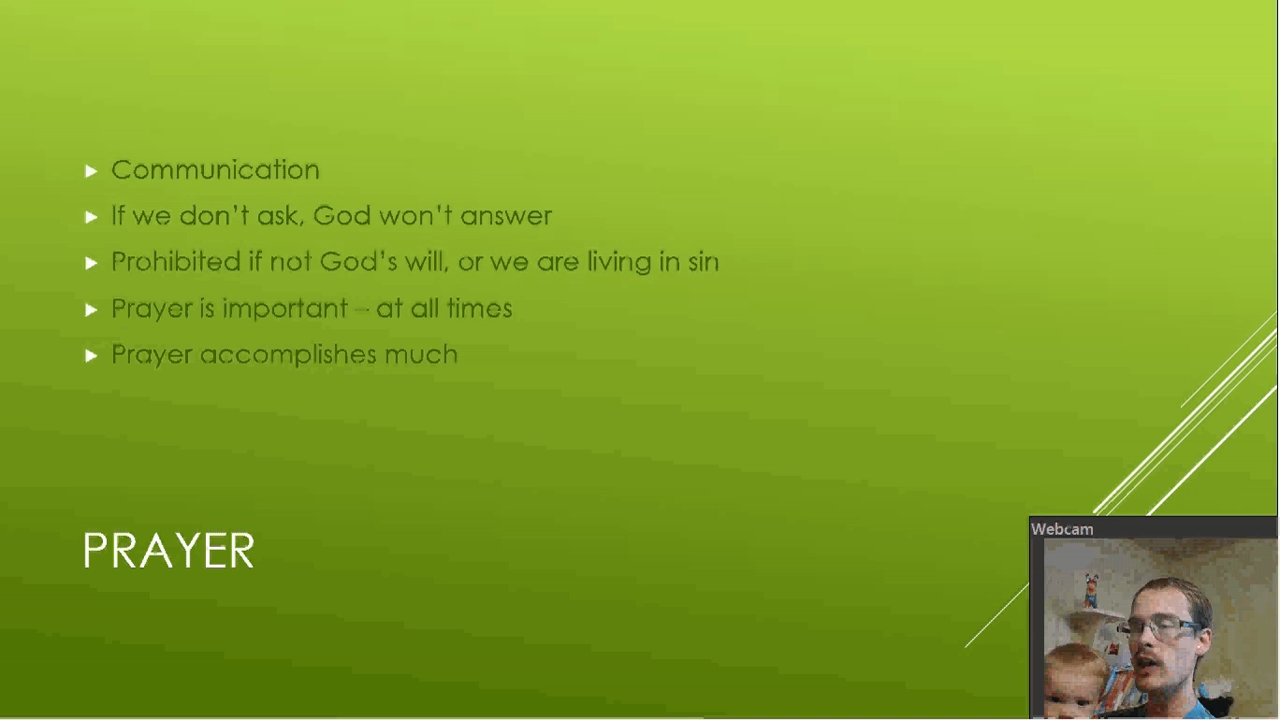 Communication
If we don't ask, God won't answer
Prohibited if not God's will, or we are living in sin
Prayer is important – at all times
Prayer accomplishes much
PRAYER
Webcam